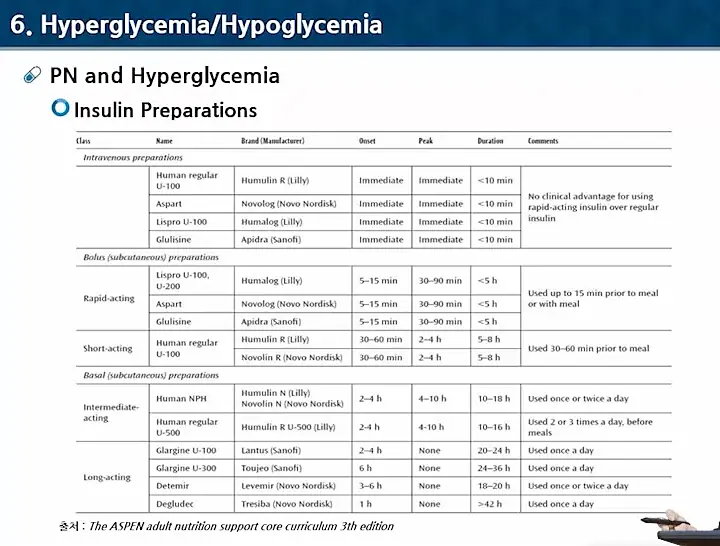 6. Hyperglycemia/Hypoglycemia
PN and Hyperglycemia
Insulin Preparations
Class Name Brand (Manufacturer) Onset Peak Duration Comments
Intravenous preparations
Human regular U-100 Humulin R (Lilly) Immediate Immediate <10 min
Aspart Novolog (Novo Nordisk) Immediate Immediate <10 min
Lispro U-100 Humalog (Lilly) Immediate Immediate <10 min
Glulisine Apidra (Sanofi) Immediate Immediate <10 min
No clinical advantage for using
rapid-acting insulin over regular
insulin
Bolus (subcutaneous) preparations
Rapid-acting
Lispro U-100, U-200 Humalog (Lilly) 5–15 min 30–90 min <5 h
Aspart Novolog (Novo Nordisk) 5–15 min 30–90 min <5 h
Glulisine Apidra (Sanofi) 5–15 min 30–90 min <5 h
Used up to 15 min prior to meal
or with meal
Short-acting
Human regular U-100
Humulin R (Lilly) 30–60 min 2–4 h 5–8 h
Novolin R (Novo Nordisk) 30–60 min 2–4 h 5–8 h
Used 30–60 min prior to meal
Basal (subcutaneous) preparations
Intermediate-acting
Human NPH Humulin N (Lilly) Novolin N (Novo Nordisk) 2–4 h 4–10 h 10–18 h Used once or twice a day
Human regular U-500 Humulin R U-500 (Lilly) 2-4 h 4-10 h 10–16 h Used 2 or 3 times a day, before meals
Long-acting
Glargine U-100 Lantus (Sanofi) 2–4 h None 20–24 h Used once a day
Glargine U-300 Toujeo (Sanofi) 6 h None 24–36 h Used once a day
Detemir Levemir (Novo Nordisk) 3–6 h None 18–20 h Used once or twice a day
Degludec Tresiba (Novo Nordisk) 1 h None >42 h Used once a day
출처 : The ASPEN adult nutrition support core curriculum 3th edition